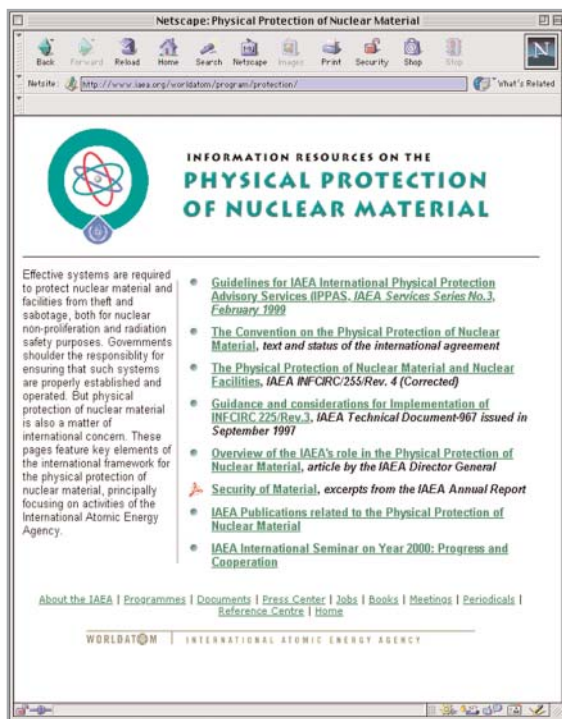 Netscape: Physical Protection of Nuclear Material
Back Forward Reload Home Search Netscape Images Print Security Shop Stop
N
Netsite: http://www.iaea.org/worldatom/program/protection/ What's Related
INFORMATION RESOURCES ON THE
PHYSICAL PROTECTION
OF NUCLEAR MATERIAL
Effective systems are required
to protect nuclear material and
facilities from theft and
sabotage, both for nuclear
non-proliferation and radiation
safety purposes. Governments
shoulder the responsiblity for
ensuring that such systems
are properly established and
operated. But physical
protection of nuclear material
is also a matter of
international concern. These
pages feature key elements of
the international framework for
the physical protection of
nuclear material, principally
focusing on activities of the
International Atomic Energy
Agency.
Guidelines for IAEA International Physical Protection
Advisory Services (IPPAS, IAEA Services Series No.3,
February 1999
The Convention on the Physical Protection of Nuclear
Material, text and status of the international agreement
The Physical Protection of Nuclear Material and Nuclear
Facilities, IAEA INFCIRC/255/Rev. 4 (Corrected)
Guidance and considerations for Implementation of
INFCIRC 225/Rev.3, IAEA Technical Document-967 issued in
September 1997
Overview of the IAEA's role in the Physical Protection of
Nuclear Material, article by the IAEA Director General
Security of Material, excerpts from the IAEA Annual Report
IAEA Publications related to the Physical Protection of
Nuclear Material
IAEA International Seminar on Year 2000: Progress and
Cooperation
About the IAEA | Programmes | Documents | Press Center | Jobs | Books | Meetings | Periodicals |
Reference Centre | Home
WORLDATOM | INTERNATIONAL ATOMIC ENERGY AGENCY